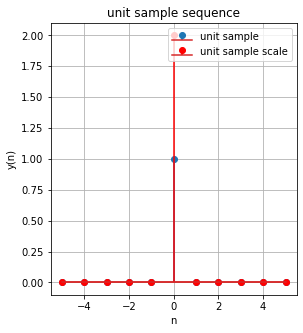 unit sample sequence
unit sample
unit sample scale
2.00
1.75
1.50
1.25
1.00
0.75
0.50
0.25
0.00
y(n)
−4 −2 0 2 4
n